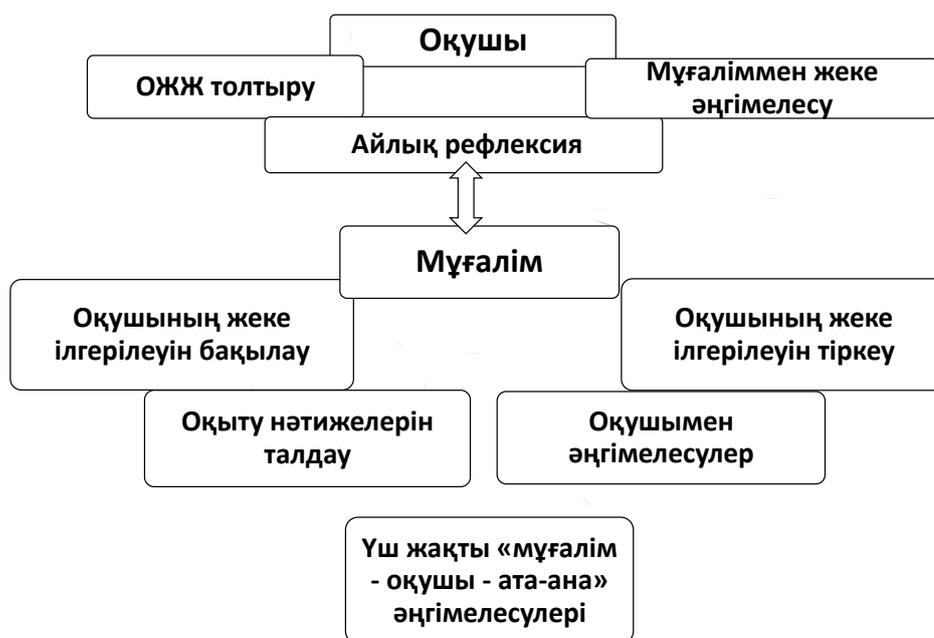 Оқушы
ОЖЖ толтыру
Мұғаліммен жеке
әңгімелесу
Айлық рефлексия
Мұғалім
Оқушының жеке
ілгерілеуін бақылау
Оқушының жеке
ілгерілеуін тіркеу
Оқыту нәтижелерін
талдау
Оқушымен
әңгімелесулер
Үш жақты «мұғалім
- оқушы - ата-ана»
әңгімелесулері